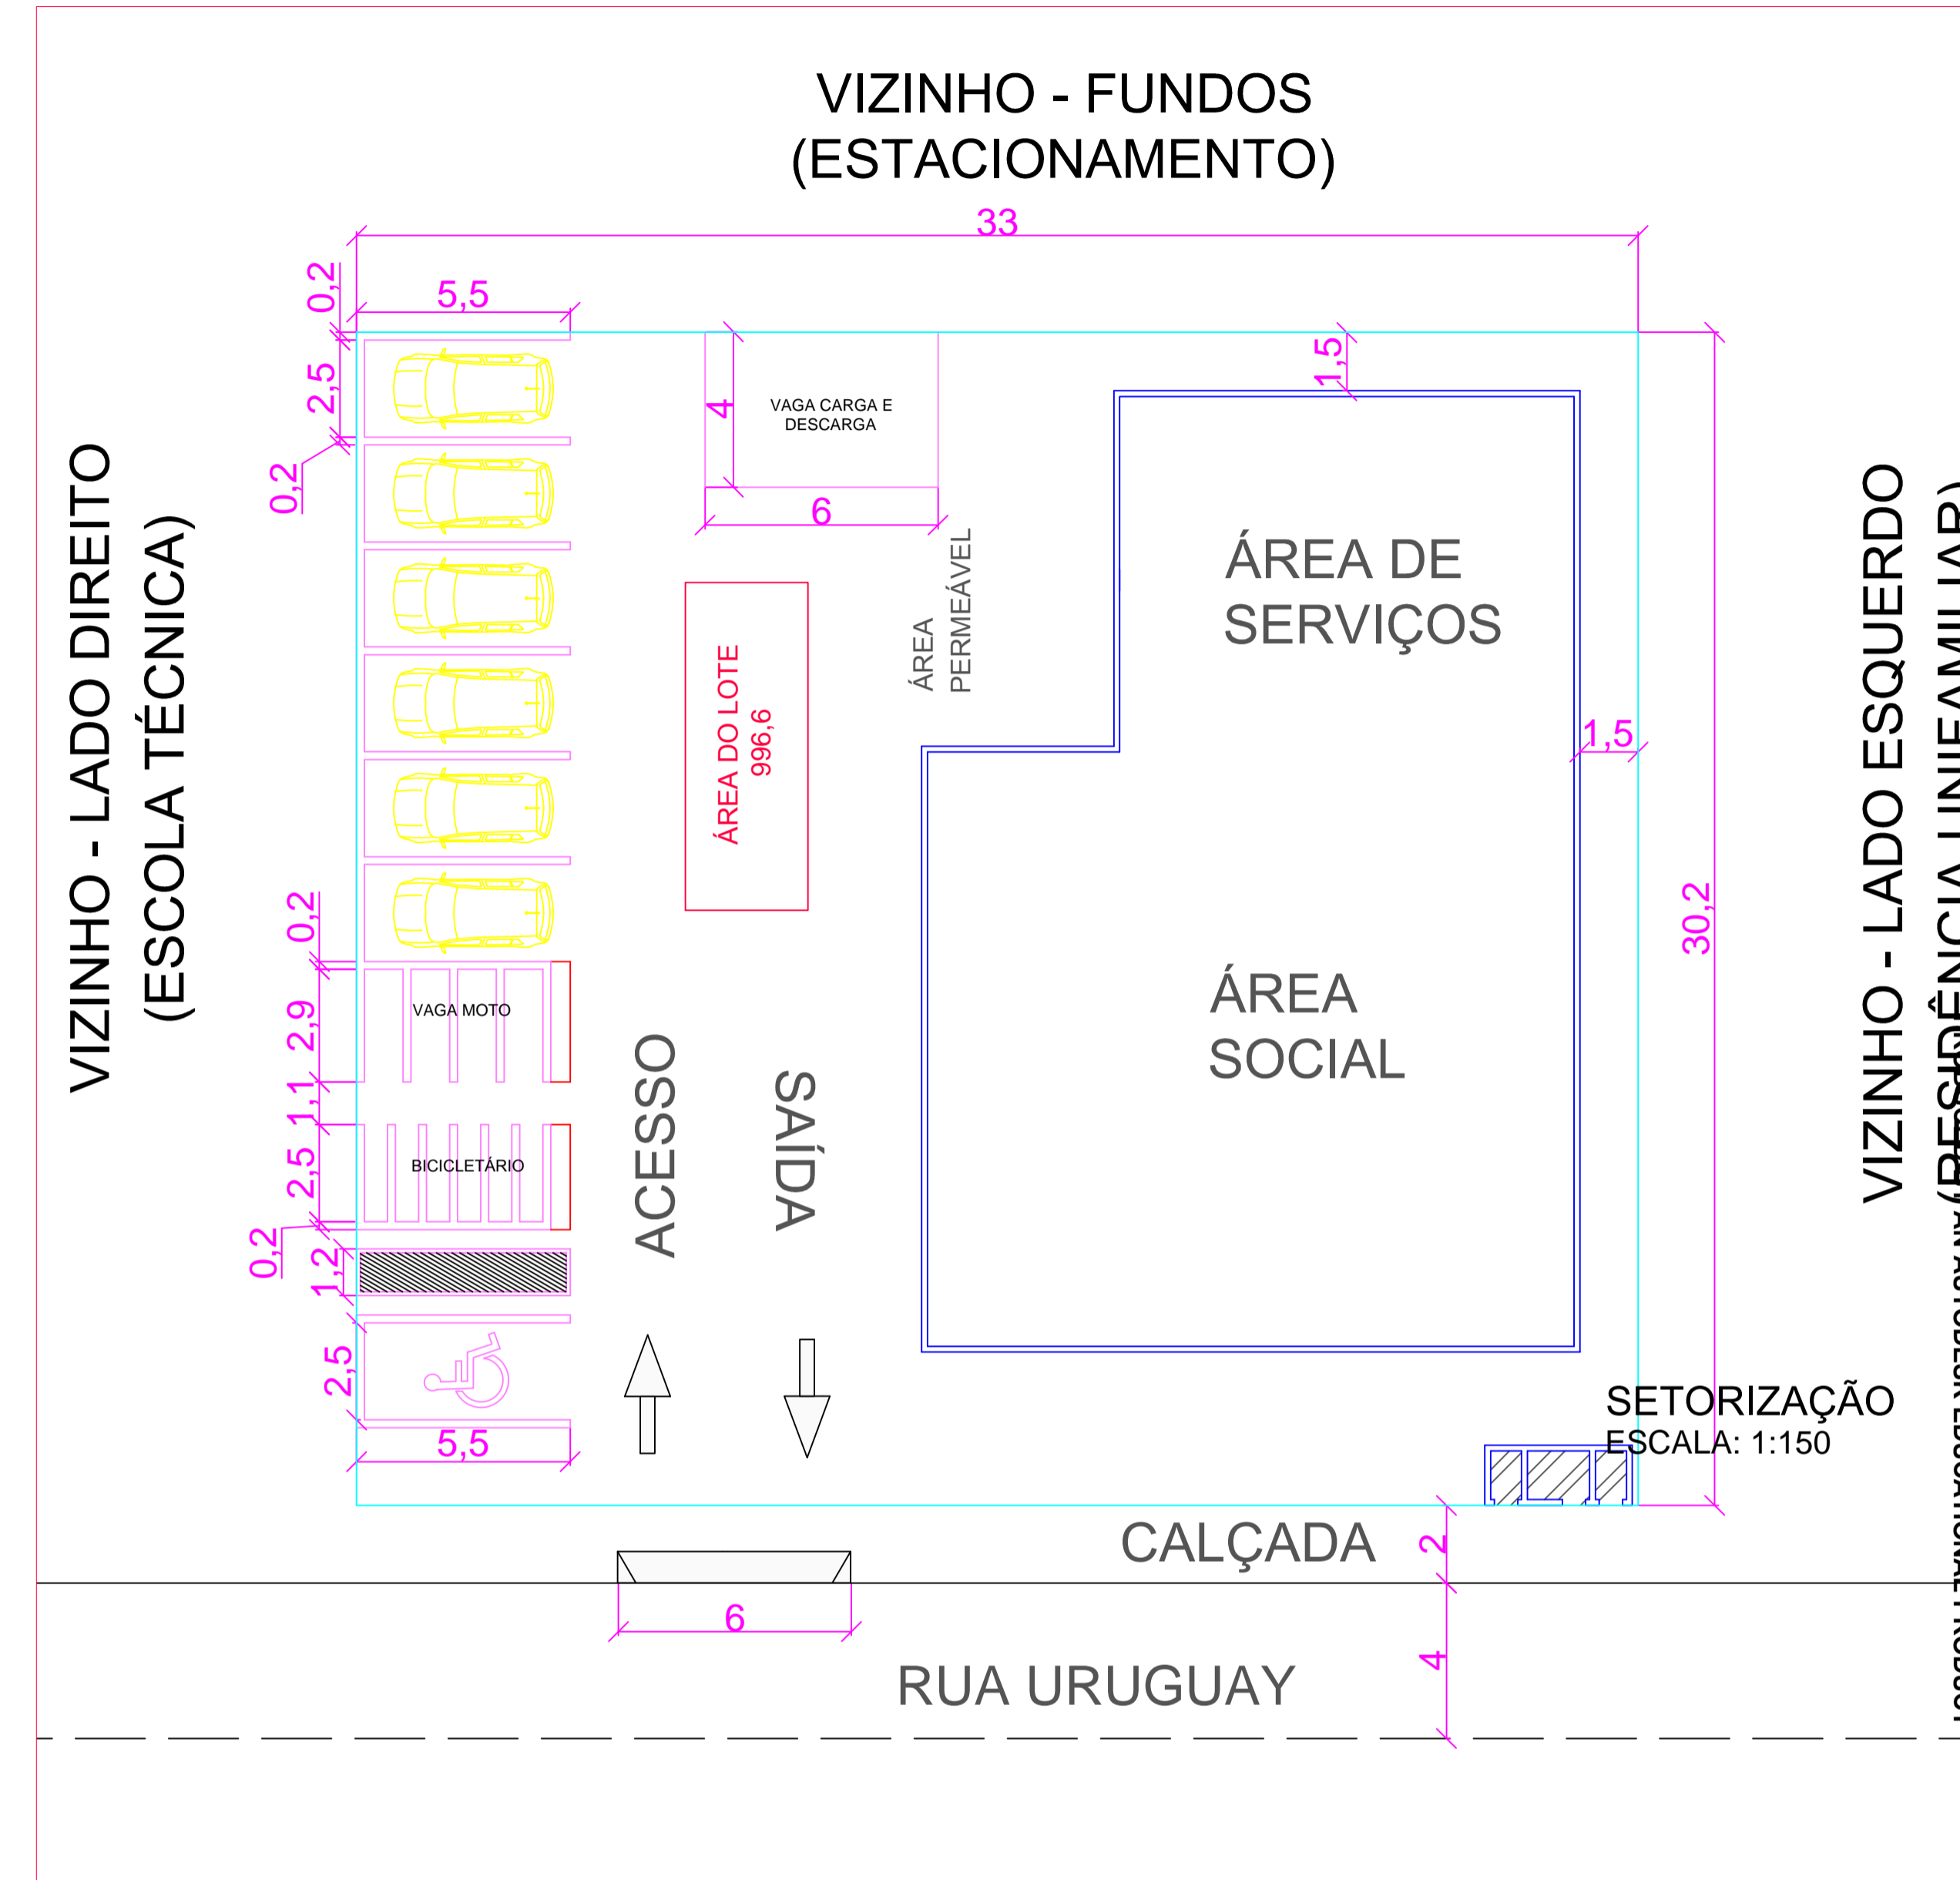 VIZINHO - FUNDOS
(ESTACIONAMENTO)
33
5,5
0,2
2,5
0,2
4
VAGA CARGA E
DESCARGA
6
1,5
VIZINHO - LADO DIREITO
(ESCOLA TÉCNICA)
ÁREA
PERMEÁVEL
ÁREA DO LOTE
996,6
ÁREA DE
SERVIÇOS
1,5
30,2
VIZINHO - LADO ESQUERDO
(RESIDÊNCIA UNIFAMILIAR)
0,2
2,9
VAGA MOTO
1,1
2,5
BICICLETÁRIO
0,2
1,2
2,5
5,5
ACESSO
SAÍDA
ÁREA
SOCIAL
SETORIZAÇÃO
ESCALA: 1:150
CALÇADA
2
6
4
RUA URUGUAY